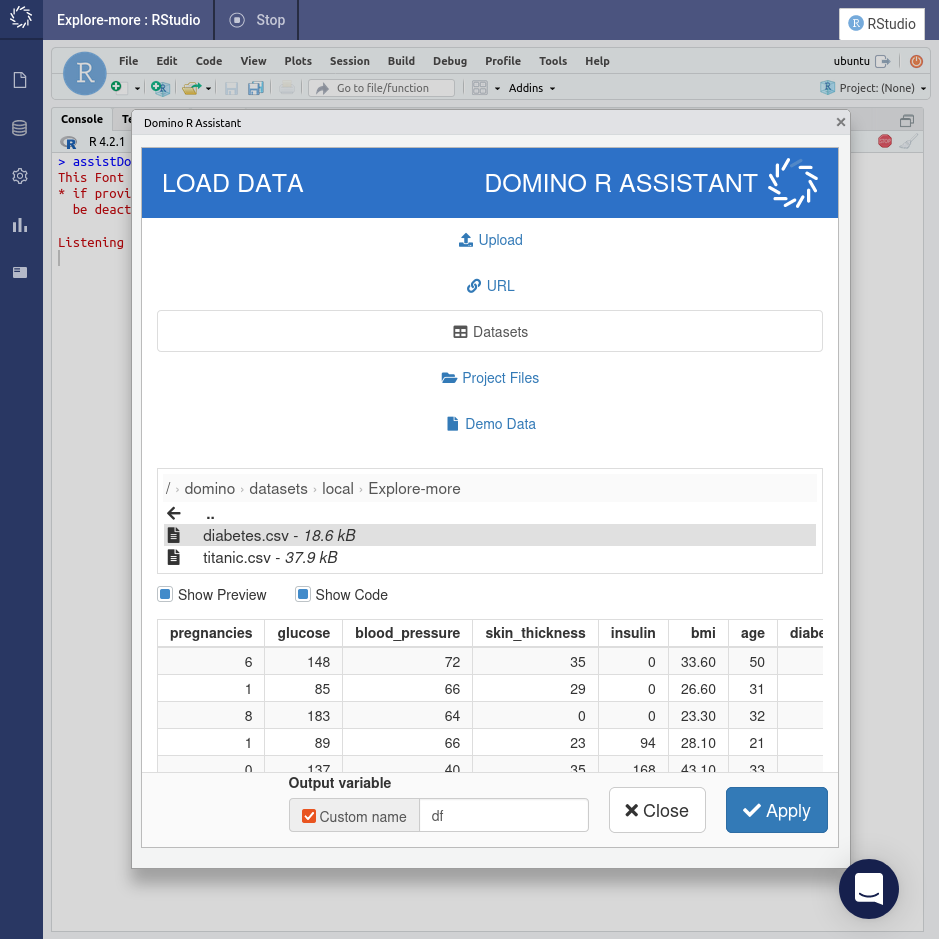 Explore-more : RStudio
Stop
RStudio
File Edit Code View Plots Session Build Debug Profile Tools Help
ubuntu
R
Go to file/function
Addins
Project: (None)
Console
Domino R Assistant
R 4.2.1
> assistDo
This Font
* if provi
be deact
Listening
LOAD DATA
DOMINO R ASSISTANT
Upload
URL
Datasets
Project Files
Demo Data
/ › domino › datasets › local › Explore-more
..
diabetes.csv - 18.6 kB
titanic.csv - 37.9 kB
Show Preview Show Code
pregnancies glucose blood_pressure skin_thickness insulin bmi age diabe
6 148 72 35 0 33.60 50
1 85 66 29 0 26.60 31
8 183 64 0 0 23.30 32
1 89 66 23 94 28.10 21
0 137 40 35 168 43.10 33
Output variable
Custom name df
Close
Apply